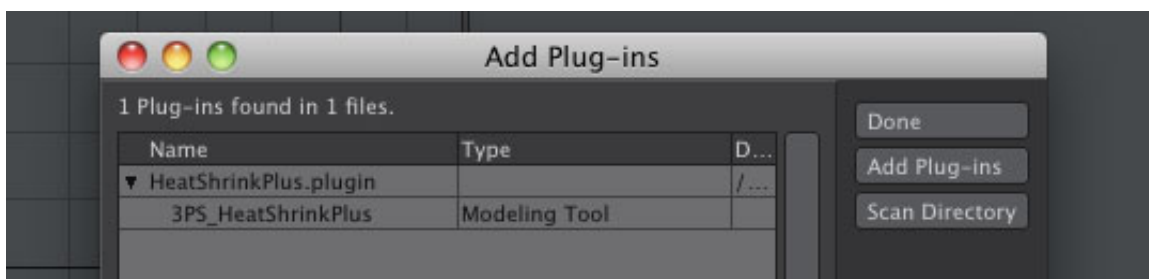 Add Plug-ins
1 Plug-ins found in 1 files.
Done
Name Type D...
Add Plug-ins
▼ HeatShrinkPlus.plugin /...
3PS_HeatShrinkPlus Modeling Tool
Scan Directory